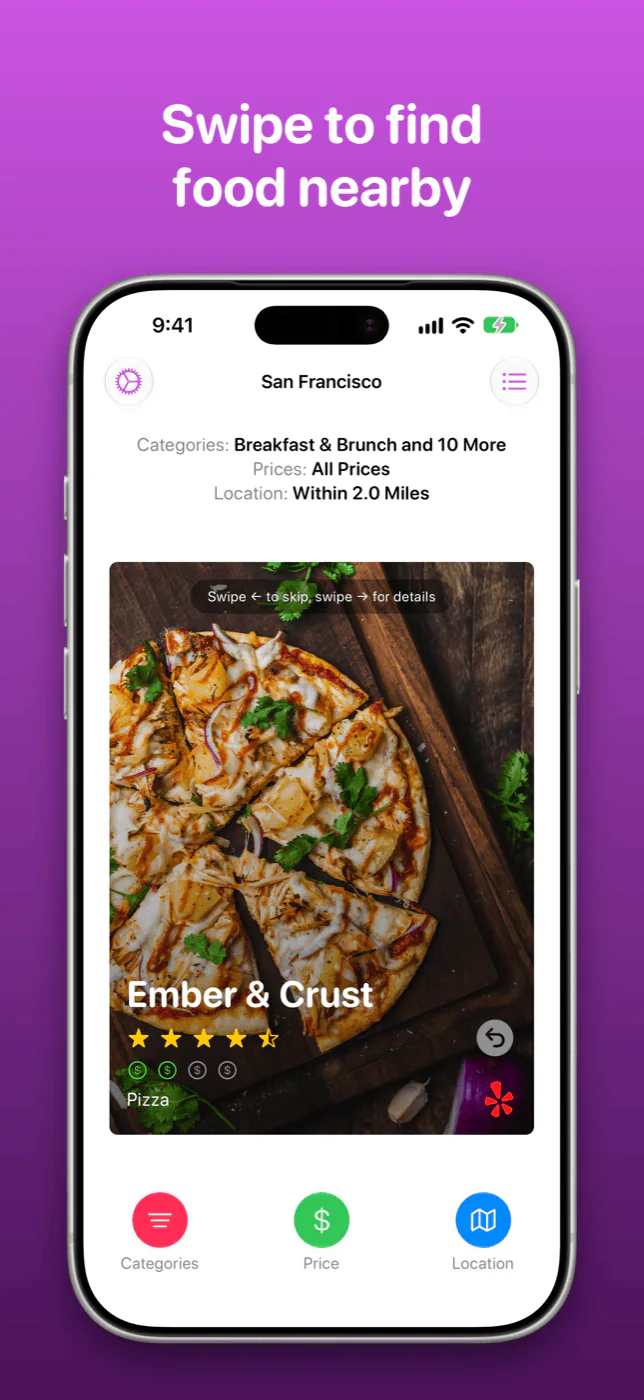 Swipe to find
food nearby
9:41
San Francisco
Categories: Breakfast & Brunch and 10 More
Prices: All Prices
Location: Within 2.0 Miles
Swipe ← to skip, swipe → for details
Ember & Crust
$ $ $ $
Pizza
$
Categories
Price
Location